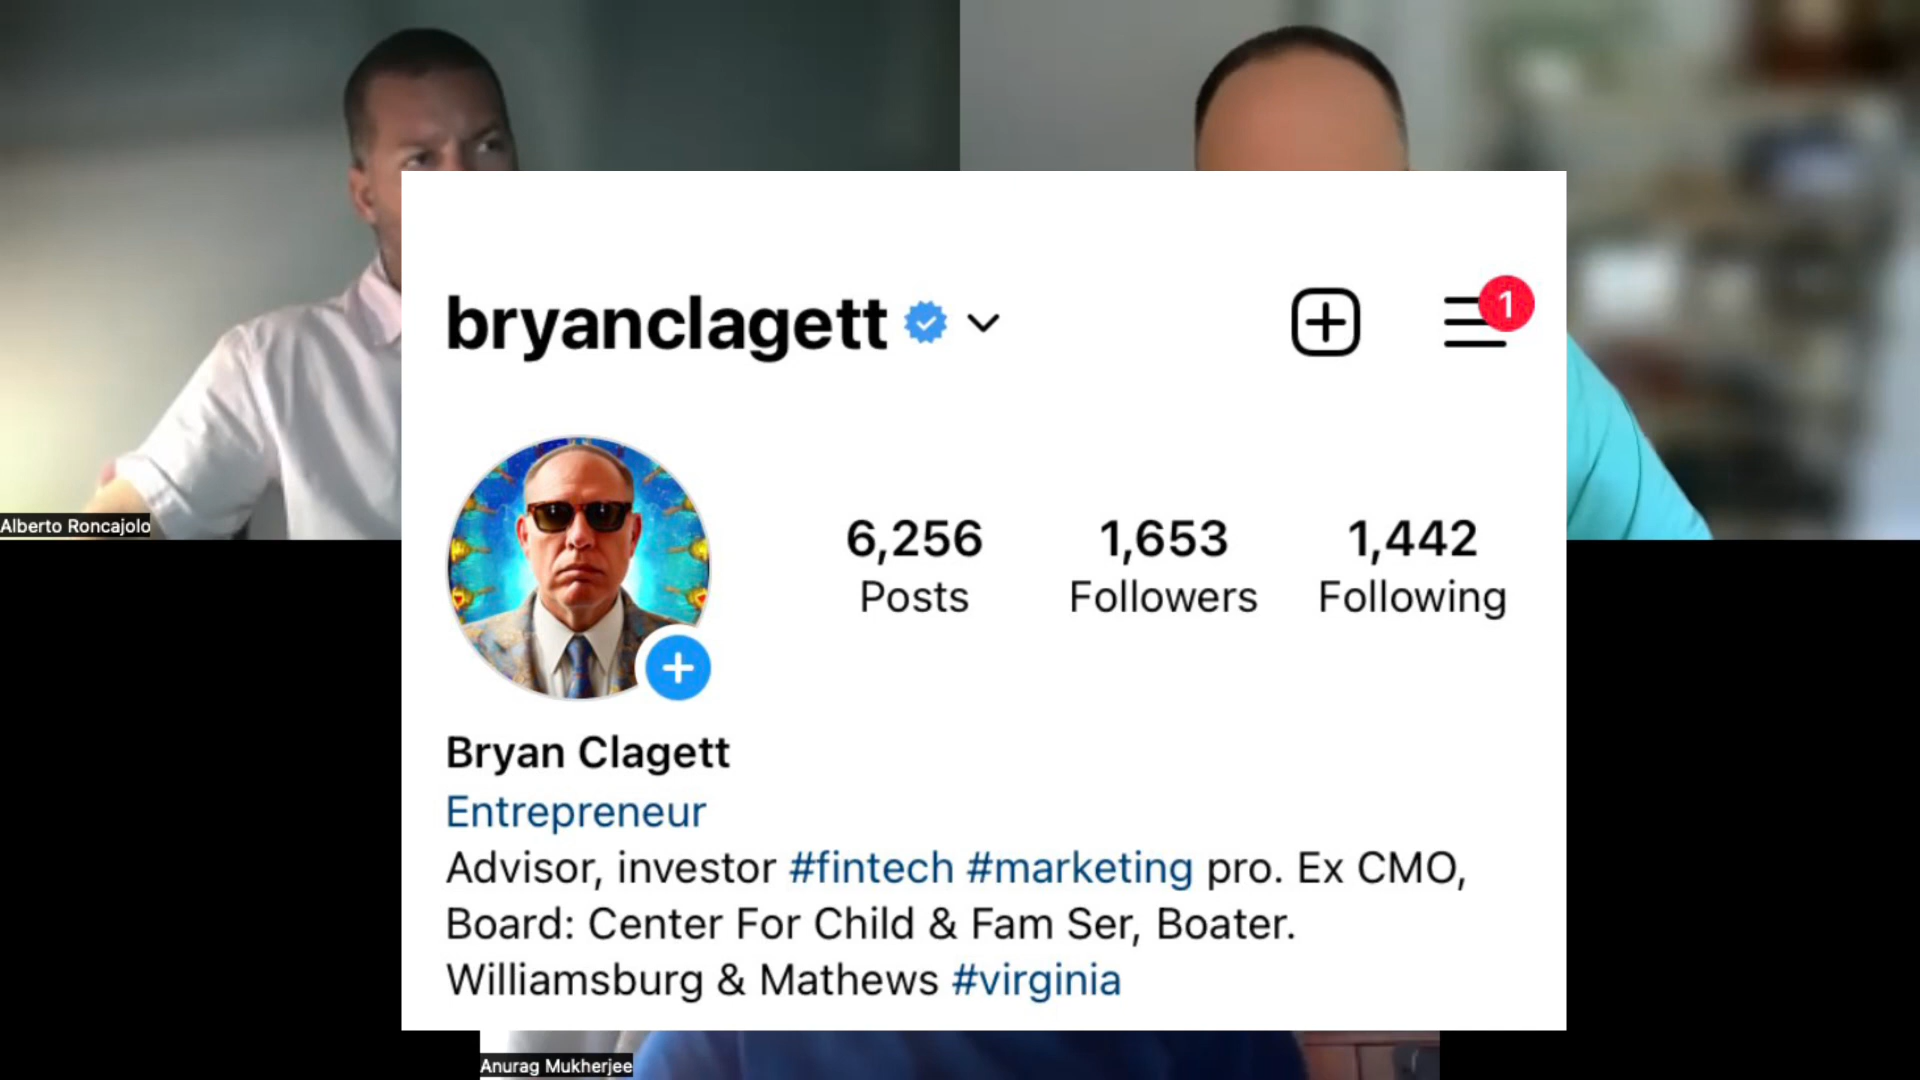 bryanclagett
1
6,256 1,653 1,442
Posts Followers Following
Bryan Clagett
Entrepreneur
Advisor, investor #fintech #marketing pro. Ex CMO,
Board: Center For Child & Fam Ser, Boater.
Williamsburg & Mathews #virginia
Alberto Roncajolo
Anurag Mukherjee